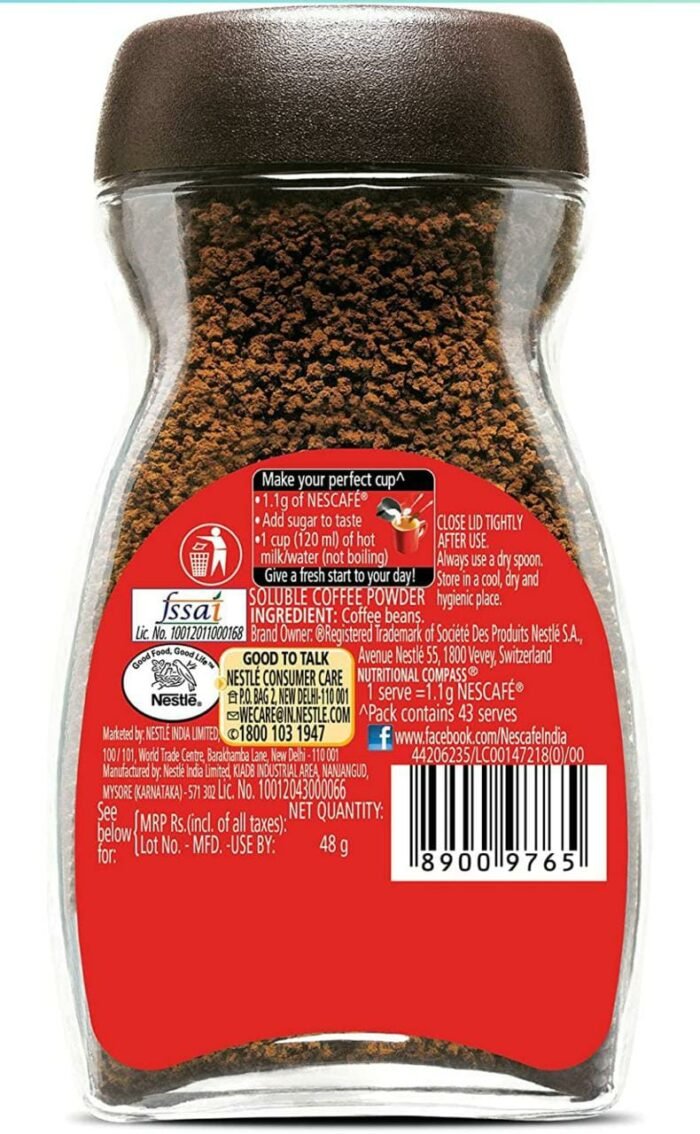 Make your perfect cup^
•1.1g of NESCAFÉ®
•Add sugar to taste
•1 cup (120 ml) of hot
milk/water (not boiling)
Give a fresh start to your day!
CLOSE LID TIGHTLY
AFTER USE.
Always use a dry spoon.
Store in a cool, dry and
hygienic place.
fssai
Lic. No. 10012011000168
SOLUBLE COFFEE POWDER
INGREDIENT: Coffee beans.
Brand Owner: ®Registered Trademark of Société Des Produits Nestlé S.A.,
Avenue Nestlé 55, 1800 Vevey, Switzerland
Good Food, Good Life™
Nestlé®
GOOD TO TALK
NESTLÉ CONSUMER CARE
P.O. BAG 2, NEW DELHI-110 001
WECARE@IN.NESTLE.COM
1800 103 1947
NUTRITIONAL COMPASS®
1 serve =1.1g NESCAFÉ®
^Pack contains 43 serves
f www.facebook.com/NescafeIndia
44206235/LC00147218(0)/00
Marketed by: NESTLÉ INDIA LIMITED,
100 / 101, World Trade Centre, Barakhamba Lane, New Delhi - 110 001
Manufactured by: Nestlé India Limited, KIADB INDUSTRIAL AREA, NANJANGUD,
MYSORE (KARNATAKA) - 571 302 Lic. No. 10012043000066
See
below
for:
MRP Rs.(incl. of all taxes):
Lot No. - MFD. -USE BY:
NET QUANTITY:
48 g
8900 9765